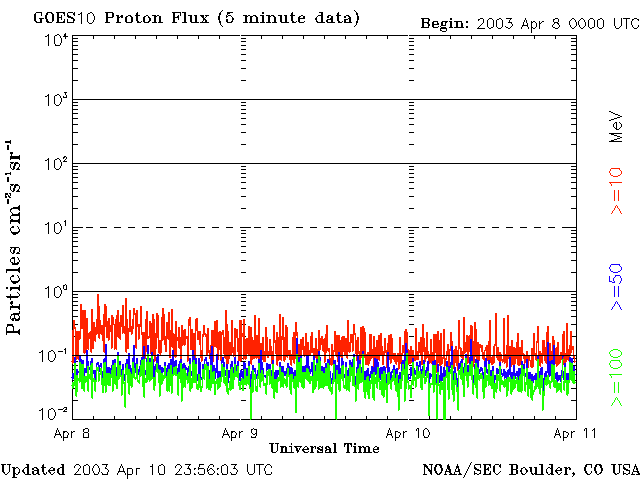 GOES10 Proton Flux (5 minute data)
Begin: 2003 Apr 8 0000 UTC
Particles cm⁻²s⁻¹sr⁻¹
10⁴
10³
10²
10¹
10⁰
10⁻¹
10⁻²
Apr 8
Apr 9
Apr 10
Apr 11
Universal Time
>=10 MeV
>=50
>=100
Updated 2003 Apr 10 23:56:03 UTC
NOAA/SEC Boulder, CO USA